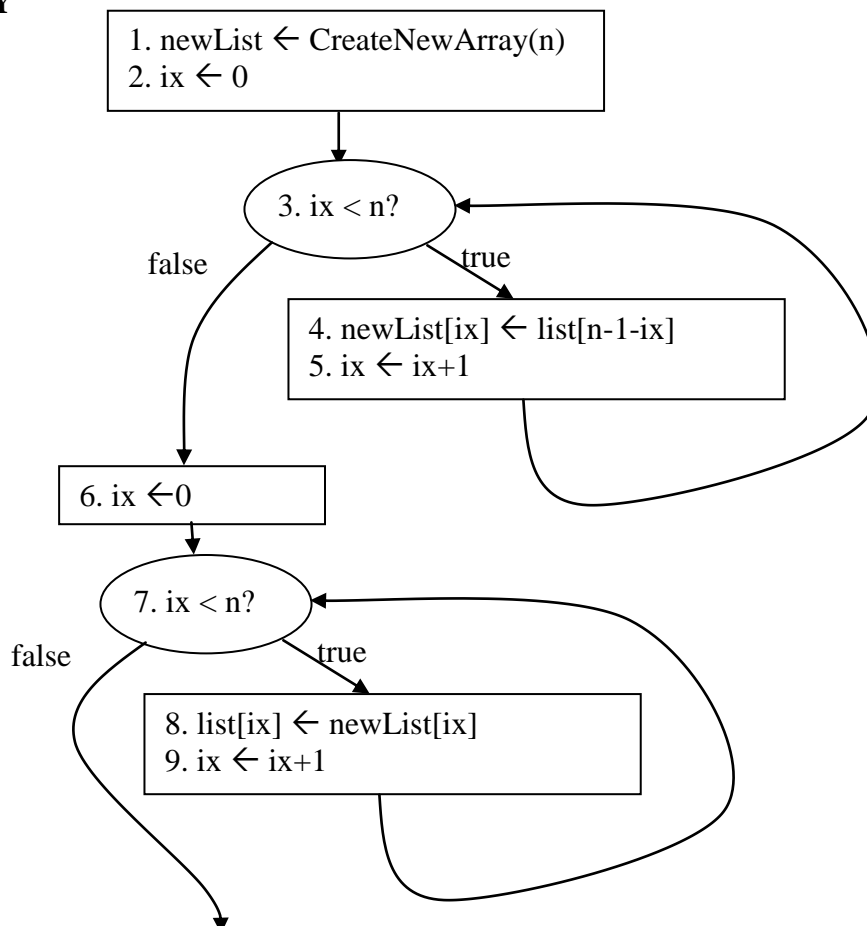 1. newList ← CreateNewArray(n)
2. ix ← 0
3. ix < n?
false
true
4. newList[ix] ← list[n-1-ix]
5. ix ← ix+1
6. ix ←0
7. ix < n?
false
true
8. list[ix] ← newList[ix]
9. ix ← ix+1